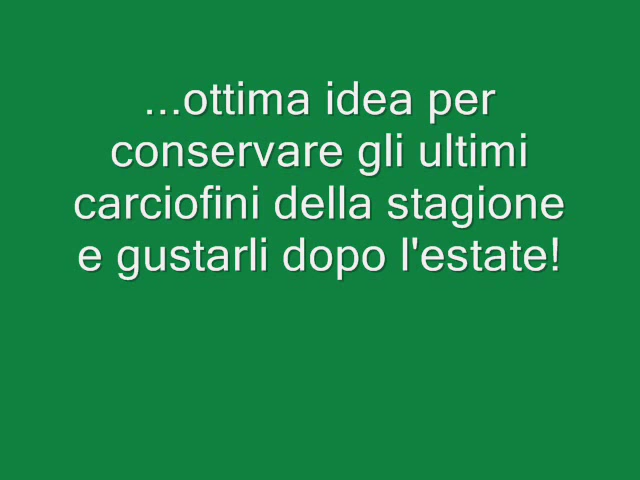 ...ottima idea per
conservare gli ultimi
carciofini della stagione
e gustarli dopo l'estate!